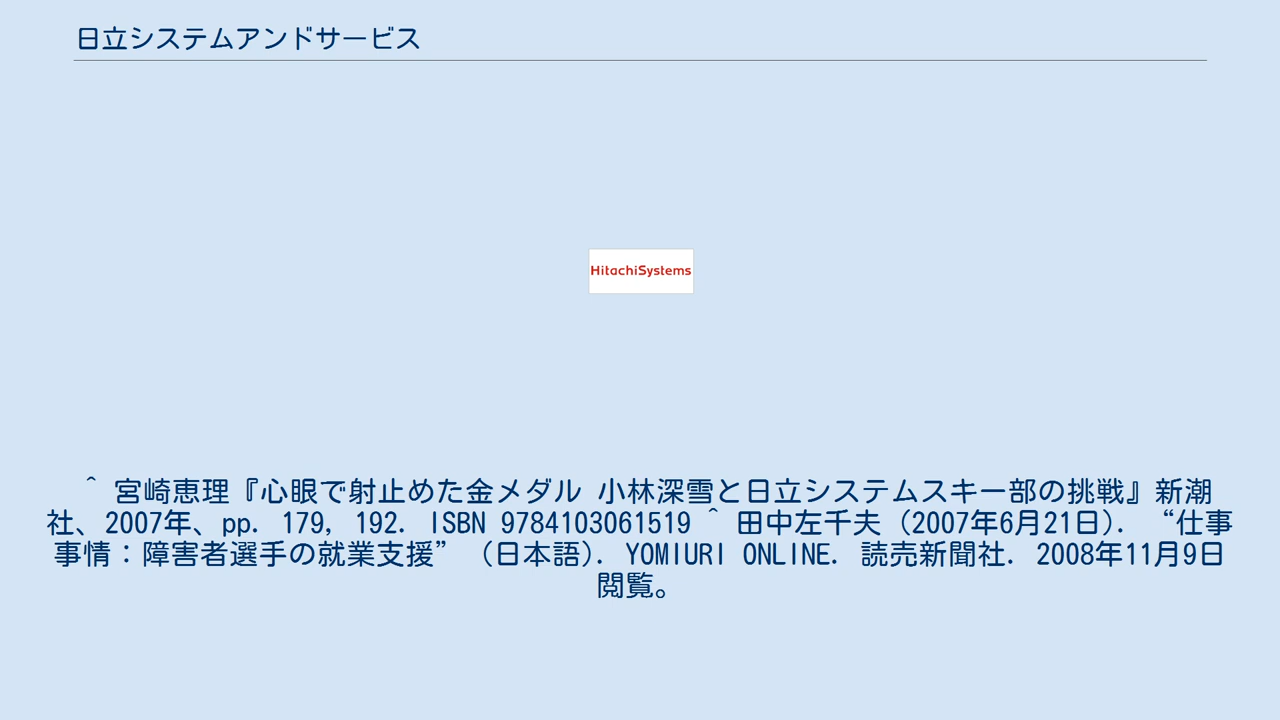 日立システムアンドサービス
HitachiSystems
^ 宮崎恵理『心眼で射止めた金メダル 小林深雪と日立システムスキー部の挑戦』新潮
社、2007年、pp. 179, 192. ISBN 9784103061519 ^ 田中左千夫 (2007年6月21日). “仕事
事情:障害者選手の就業支援” (日本語). YOMIURI ONLINE. 読売新聞社. 2008年11月9日
閲覧。